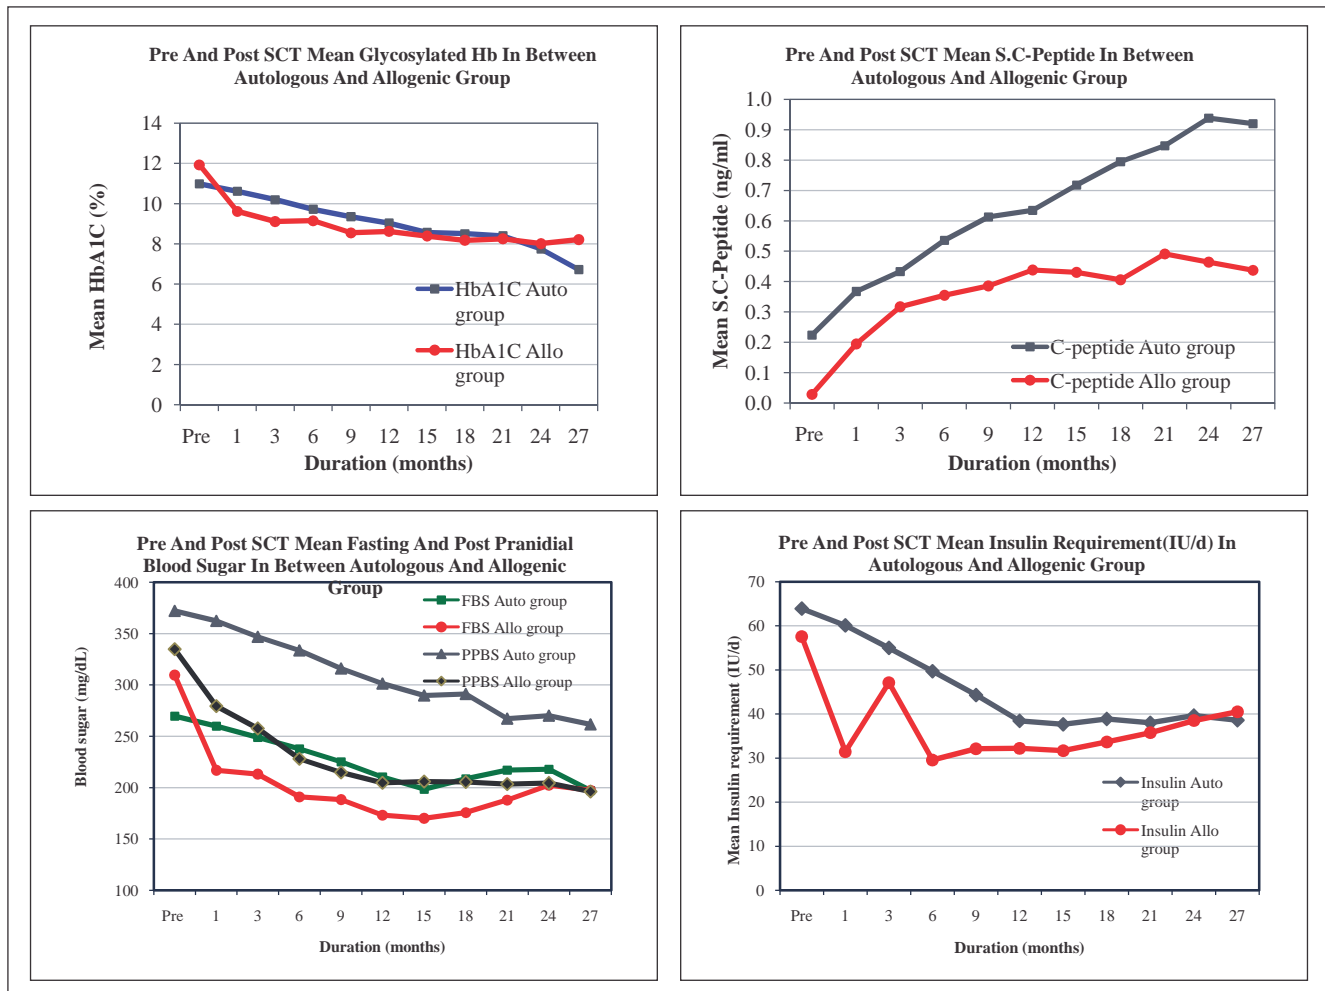 Pre And Post SCT Mean Glycosylated Hb In Between
Autologous And Allogenic Group
14
12
10
8
6
4
2
0
Mean HbA1C (%)
HbA1C Auto
group
HbA1C Allo
group
Pre 1 3 6 9 12 15 18 21 24 27
Duration (months)
Pre And Post SCT Mean S.C-Peptide In Between
Autologous And Allogenic Group
1.0
0.9
0.8
0.7
0.6
0.5
0.4
0.3
0.2
0.1
0.0
Mean S.C-Peptide (ng/ml)
C-peptide Auto group
C-peptide Allo group
Pre 1 3 6 9 12 15 18 21 24 27
Duration (months)
Pre And Post SCT Mean Fasting And Post Pranidial
Blood Sugar In Between Autologous And Allogenic
Group
400
350
300
250
200
150
100
Blood sugar (mg/dL)
FBS Auto group
FBS Allo group
PPBS Auto group
PPBS Allo group
Pre 1 3 6 9 12 15 18 21 24 27
Duration (months)
Pre And Post SCT Mean Insulin Requirement(IU/d) In
Autologous And Allogenic Group
70
60
50
40
30
20
10
0
Mean Insulin requirement (IU/d)
Insulin Auto
group
Insulin Allo
group
Pre 1 3 6 9 12 15 18 21 24 27
Duration (months)